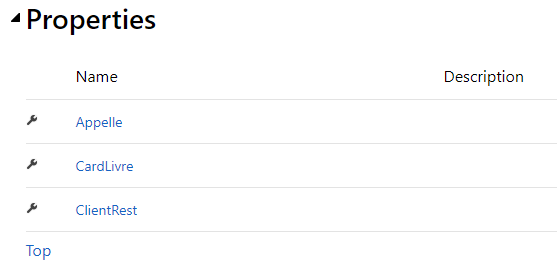 Properties
Name Description
Appelle
CardLivre
ClientRest
Top